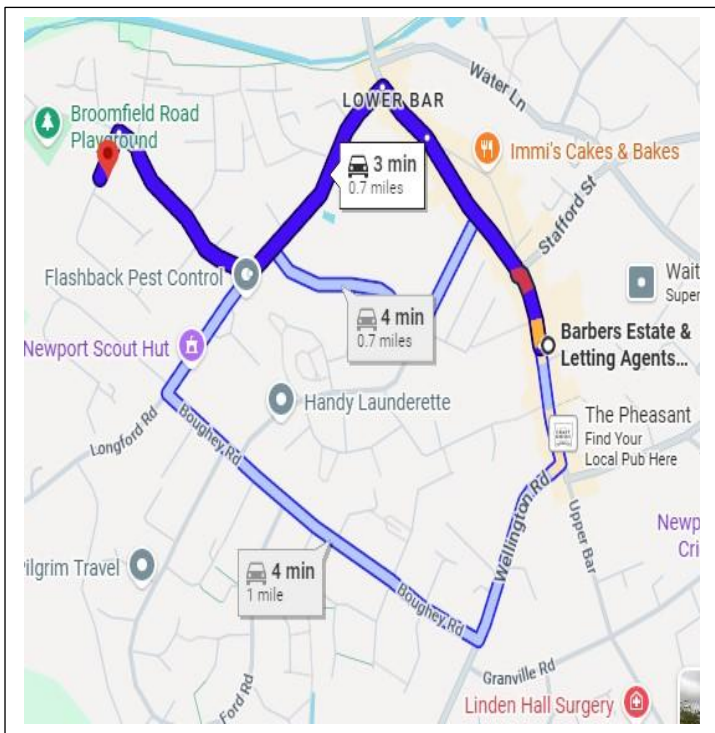 Water Ln
LOWER BAR
Broomfield Road
Playground
Immi's Cakes & Bakes
3 min
0.7 miles
Stafford St
Flashback Pest Control
Wait
Super
4 min
0.7 miles
Barbers Estate &
Letting Agents...
Newport Scout Hut
Handy Launderette
The Pheasant
Find Your
Local Pub Here
Longford Rd
Boughey Rd
Wellington Rd
Upper Bar
Newp
Cri
ilgrim Travel
4 min
1 mile
Boughey Rd
Granville Rd
Ford Rd
Linden Hall Surgery